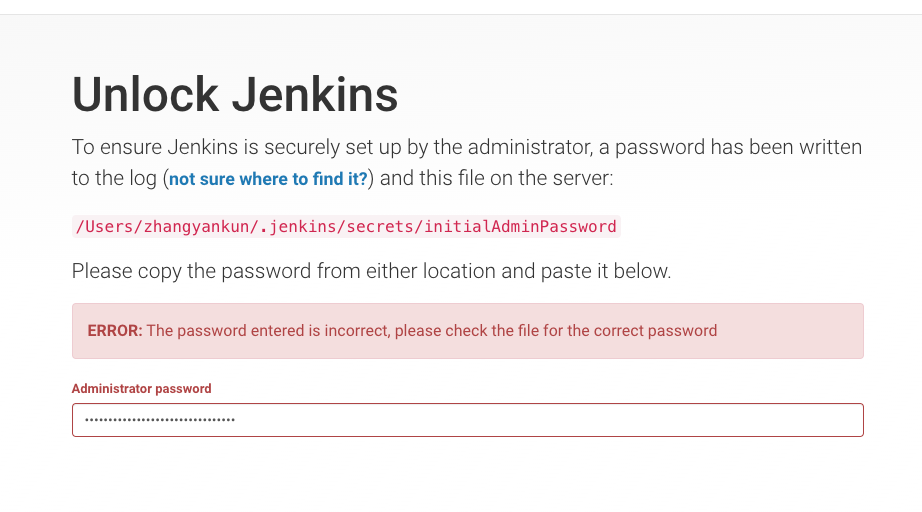 Unlock Jenkins
To ensure Jenkins is securely set up by the administrator, a password has been written
to the log (not sure where to find it?) and this file on the server:
/Users/zhangyankun/.jenkins/secrets/initialAdminPassword
Please copy the password from either location and paste it below.
ERROR: The password entered is incorrect, please check the file for the correct password
Administrator password
••••••••••••••••••••••••••••••••